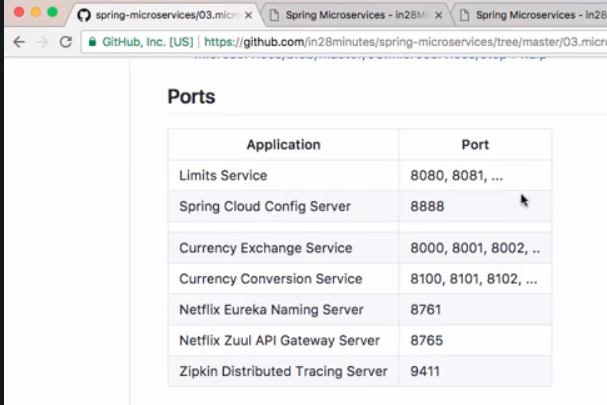 spring-microservices/03.micro
Spring Microservices - in28Mi
Spring Microservices - in28
GitHub, Inc. [US] | https://github.com/in28minutes/spring-microservices/tree/master/03.micro
Ports
Application Port
Limits Service 8080, 8081, ...
Spring Cloud Config Server 8888
Currency Exchange Service 8000, 8001, 8002, ..
Currency Conversion Service 8100, 8101, 8102, ...
Netflix Eureka Naming Server 8761
Netflix Zuul API Gateway Server 8765
Zipkin Distributed Tracing Server 9411